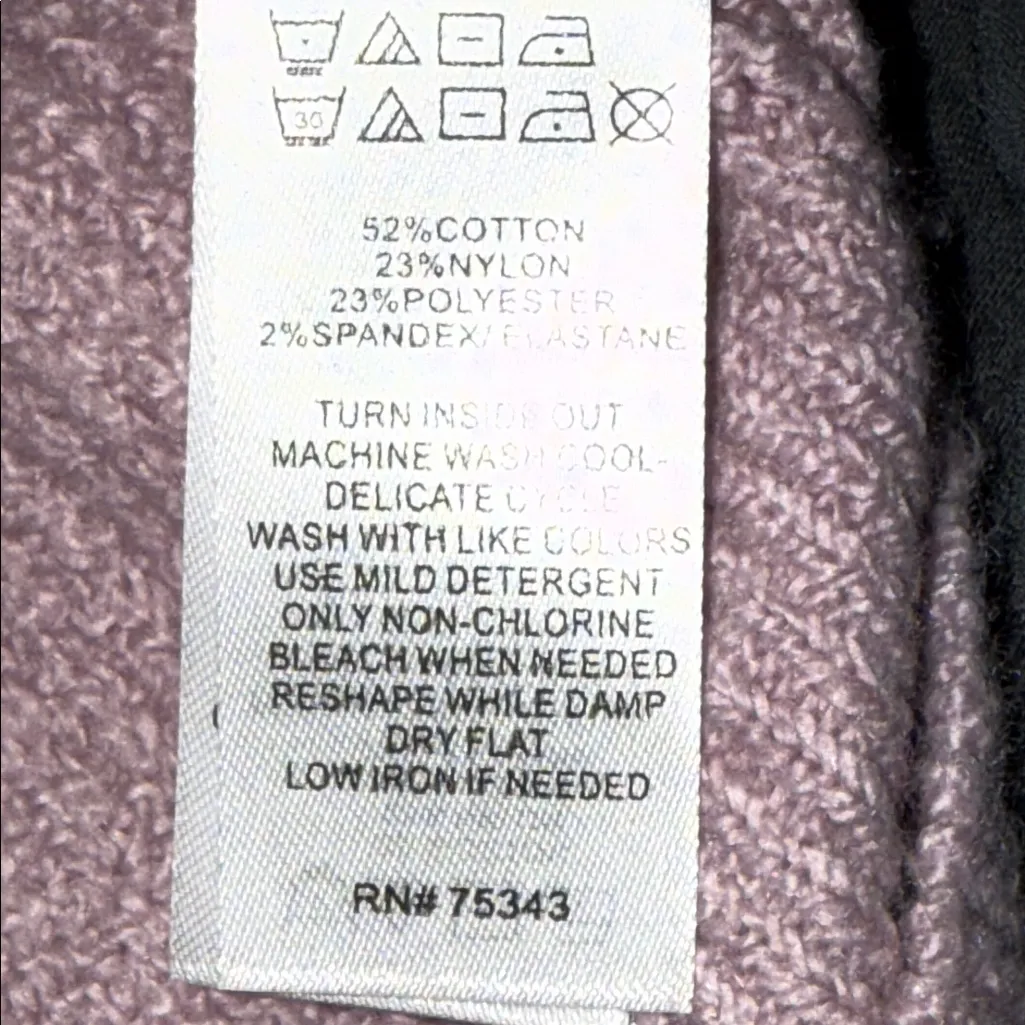 30
52%COTTON
23%NYLON
23%POLYESTER
2%SPANDEX/ELASTANE
TURN INSIDE OUT
MACHINE WASH COOL-
DELICATE CYCLE
WASH WITH LIKE COLORS
USE MILD DETERGENT
ONLY NON-CHLORINE
BLEACH WHEN NEEDED
RESHAPE WHILE DAMP
DRY FLAT
LOW IRON IF NEEDED
RN# 75343